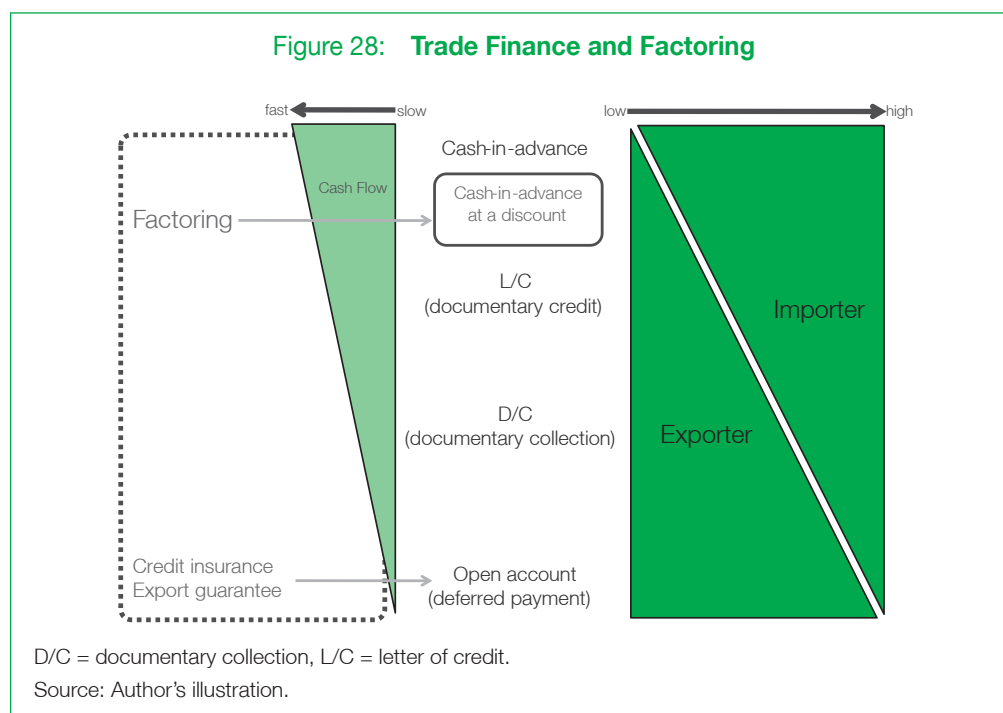 Figure 28: Trade Finance and Factoring
fast
slow
low
high
Cash-in-advance
Cash Flow
Cash-in-advance
at a discount
Factoring
L/C
(documentary credit)
Importer
D/C
(documentary collection)
Exporter
Credit insurance
Export guarantee
Open account
(deferred payment)
D/C = documentary collection, L/C = letter of credit.
Source: Author's illustration.